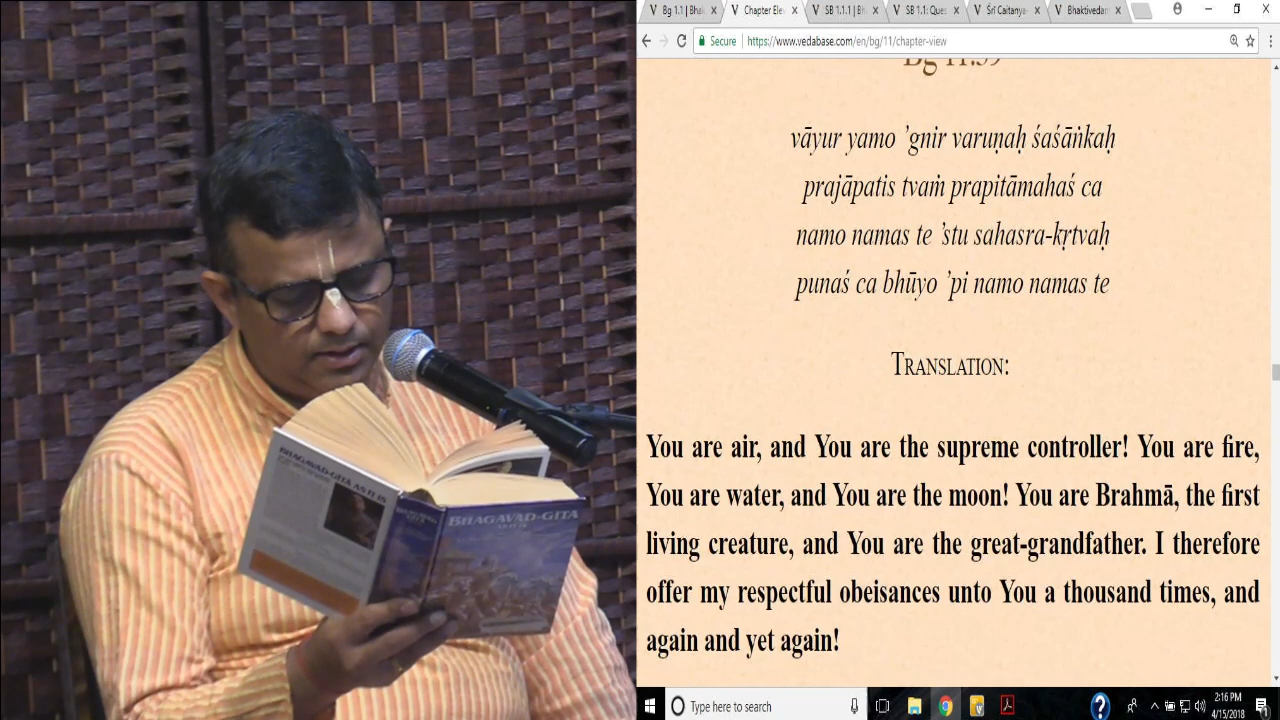 BHAGAVAD-GITA AS IT IS
BHAGAVAD-GITA
AS IT IS
Bg 1.1 | Bha
Chapter Ele
SB 1.1.1 | Bh
SB 1.1: Ques
Śrī Caitanya-
Bhaktivedan
Secure | https://www.vedabase.com/en/bg/11/chapter-view
Bg 11.39
vāyur yamo ’gnir varuṇaḥ śaśāṅkaḥ
prajāpatis tvaṁ prapitāmahaś ca
namo namas te ’stu sahasra-kṛtvaḥ
punaś ca bhūyo ’pi namo namas te
Translation:
You are air, and You are the supreme controller! You are fire,
You are water, and You are the moon! You are Brahmā, the first
living creature, and You are the great-grandfather. I therefore
offer my respectful obeisances unto You a thousand times, and
again and yet again!
Type here to search
2:16 PM
4/15/2018